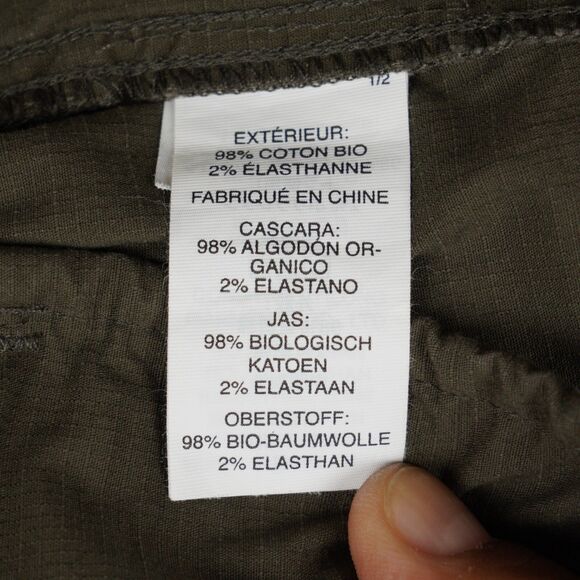 1/2
EXTÉRIEUR:
98% COTON BIO
2% ÉLASTHANNE
FABRIQUÉ EN CHINE
CASCARA:
98% ALGODÓN OR-
GANICO
2% ELASTANO
JAS:
98% BIOLOGISCH
KATOEN
2% ELASTAAN
OBERSTOFF:
98% BIO-BAUMWOLLE
2% ELASTHAN